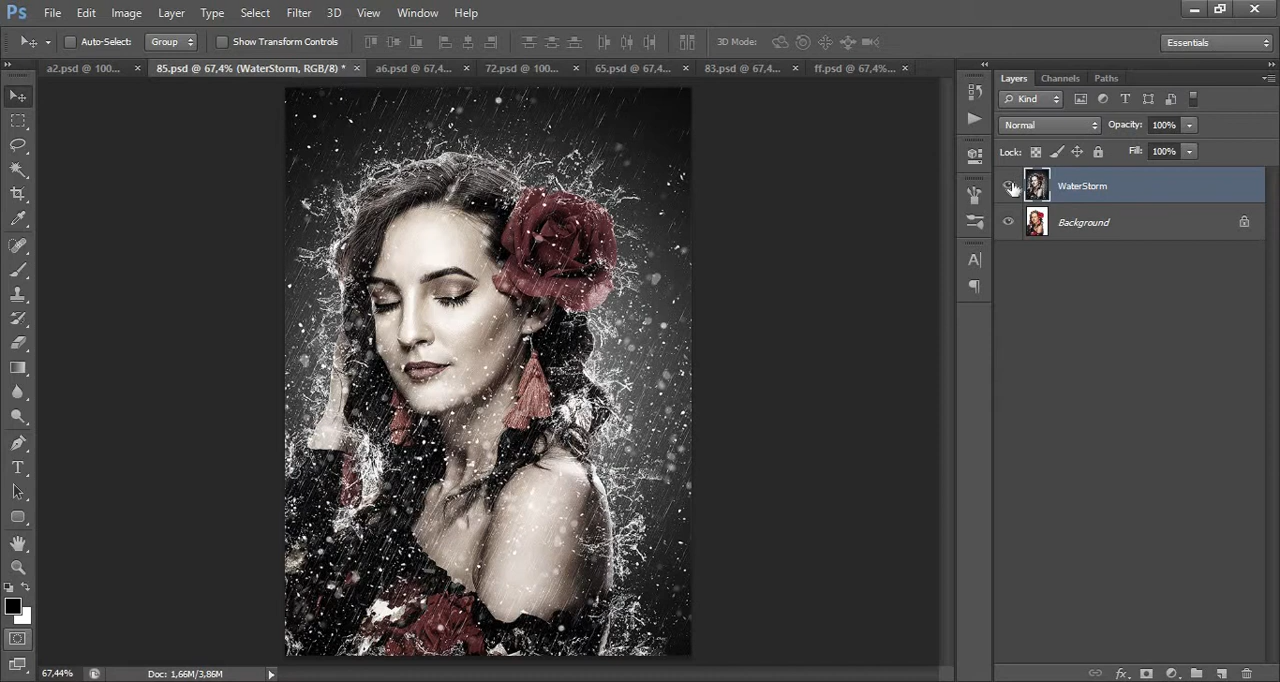 Ps File Edit Image Layer Type Select Filter 3D View Window Help
Auto-Select: Group Show Transform Controls 3D Mode: Essentials
a2.psd @ 100... × 85.psd @ 67,4% (WaterStorm, RGB/8) * × a6.psd @ 67,4... × 72.psd @ 100... × 65.psd @ 67,4... × 83.psd @ 67,4... × ff.psd @ 67,4%... ×
Layers Channels Paths
Kind
Normal Opacity: 100%
Lock: Fill: 100%
WaterStorm
Background
67,44% Doc: 1,66M/3,86M